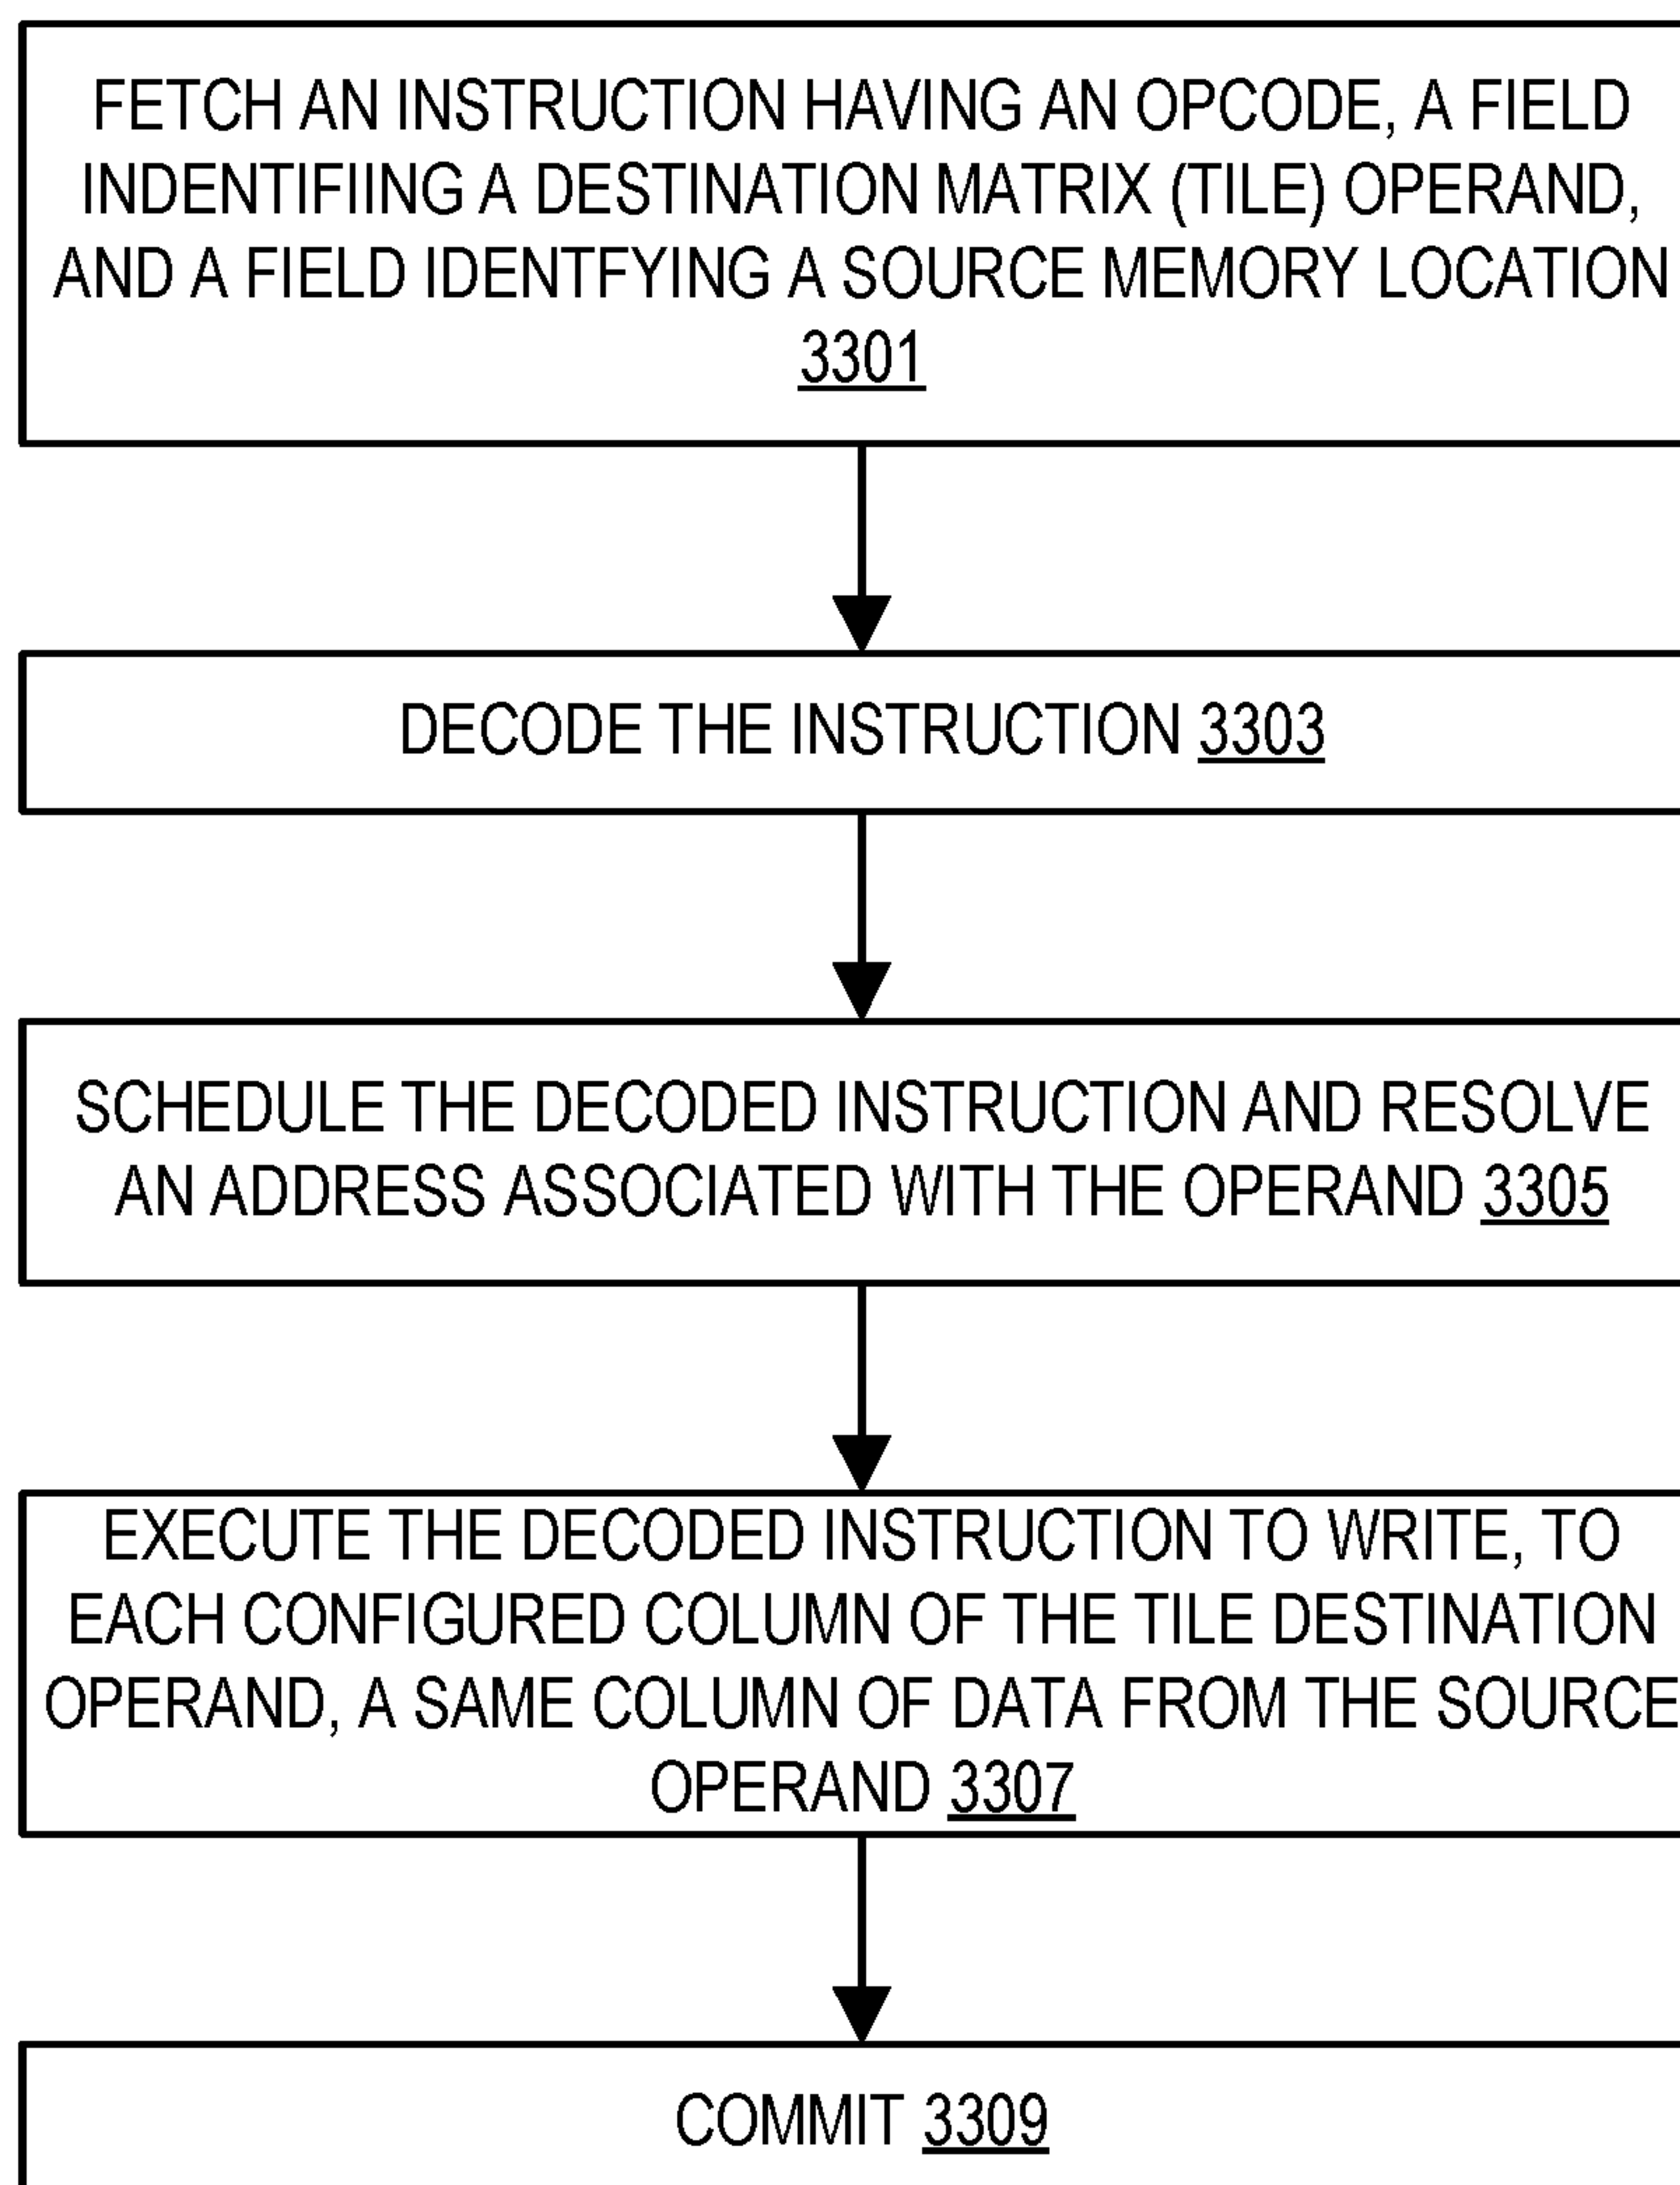 FETCH AN INSTRUCTION HAVING AN OPCODE, A FIELD
INDENTIFIING A DESTINATION MATRIX (TILE) OPERAND,
AND A FIELD IDENTFYING A SOURCE MEMORY LOCATION
3301
DECODE THE INSTRUCTION 3303
SCHEDULE THE DECODED INSTRUCTION AND RESOLVE
AN ADDRESS ASSOCIATED WITH THE OPERAND 3305
EXECUTE THE DECODED INSTRUCTION TO WRITE, TO
EACH CONFIGURED COLUMN OF THE TILE DESTINATION
OPERAND, A SAME COLUMN OF DATA FROM THE SOURCE
OPERAND 3307
COMMIT 3309